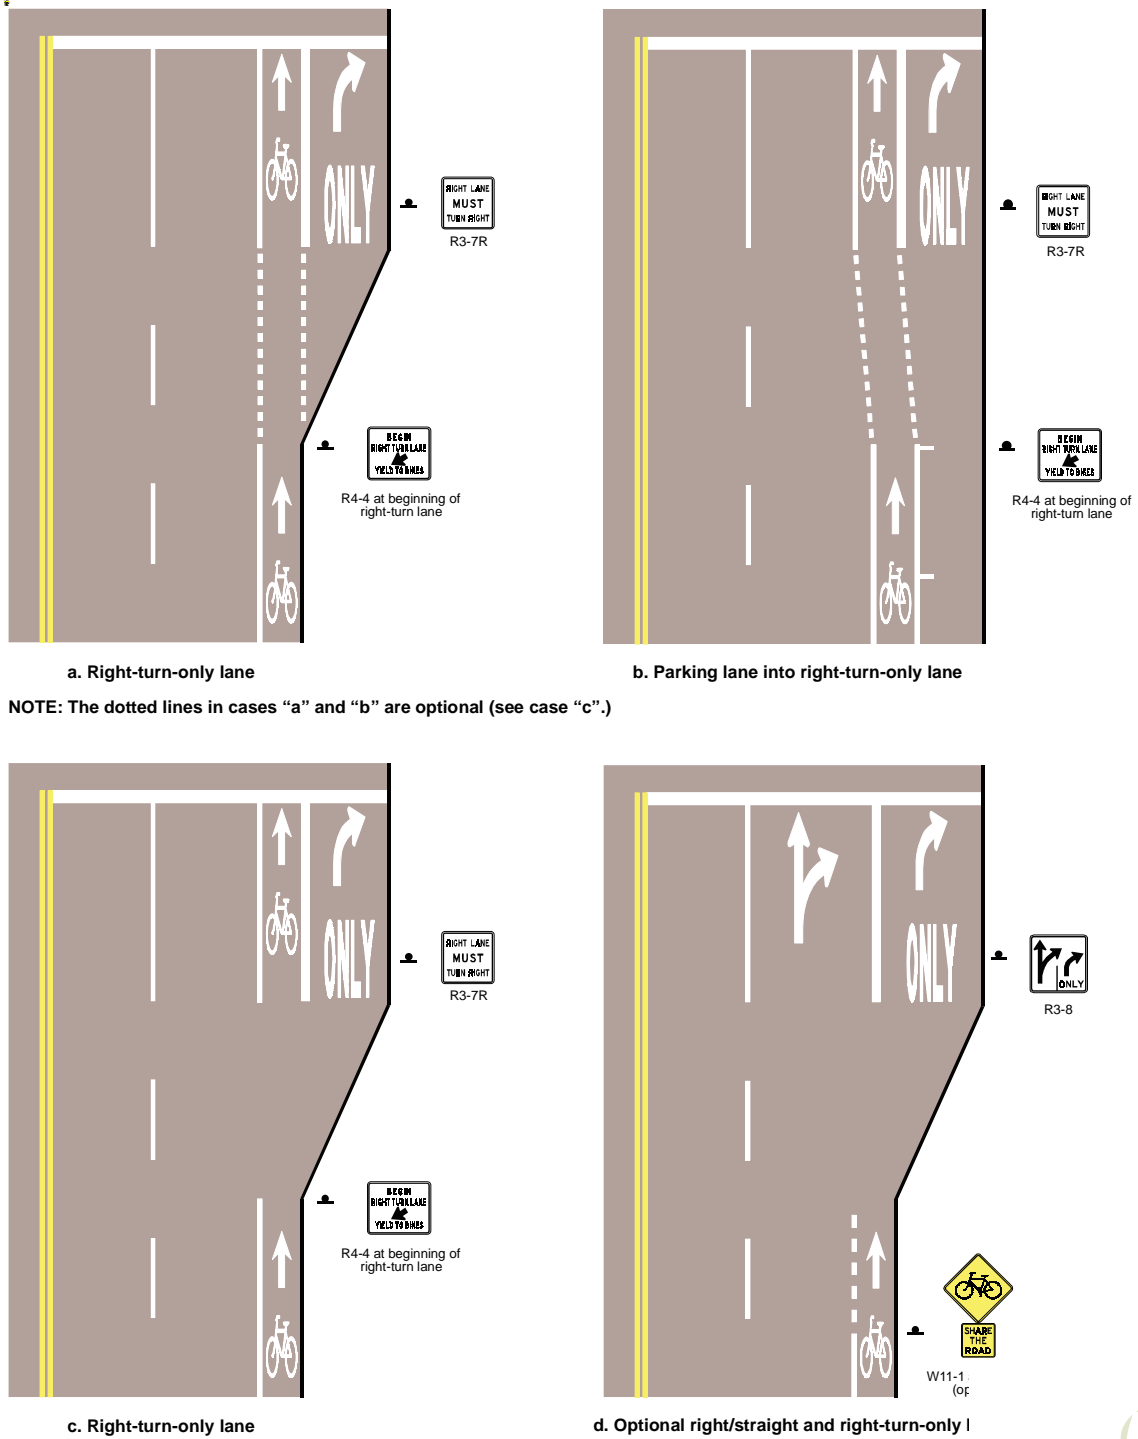 ONLY
RIGHT LANE
MUST
TURN RIGHT
R3-7R
BEGIN
RIGHT TURN LANE
YIELD TO BIKES
R4-4 at beginning of
right-turn lane
a. Right-turn-only lane
ONLY
RIGHT LANE
MUST
TURN RIGHT
R3-7R
BEGIN
RIGHT TURN LANE
YIELD TO BIKES
R4-4 at beginning of
right-turn lane
b. Parking lane into right-turn-only lane
NOTE: The dotted lines in cases “a” and “b” are optional (see case “c”.)
ONLY
RIGHT LANE
MUST
TURN RIGHT
R3-7R
BEGIN
RIGHT TURN LANE
YIELD TO BIKES
R4-4 at beginning of
right-turn lane
c. Right-turn-only lane
ONLY
ONLY
R3-8
SHARE
THE
ROAD
W11-1
(op
d. Optional right/straight and right-turn-only